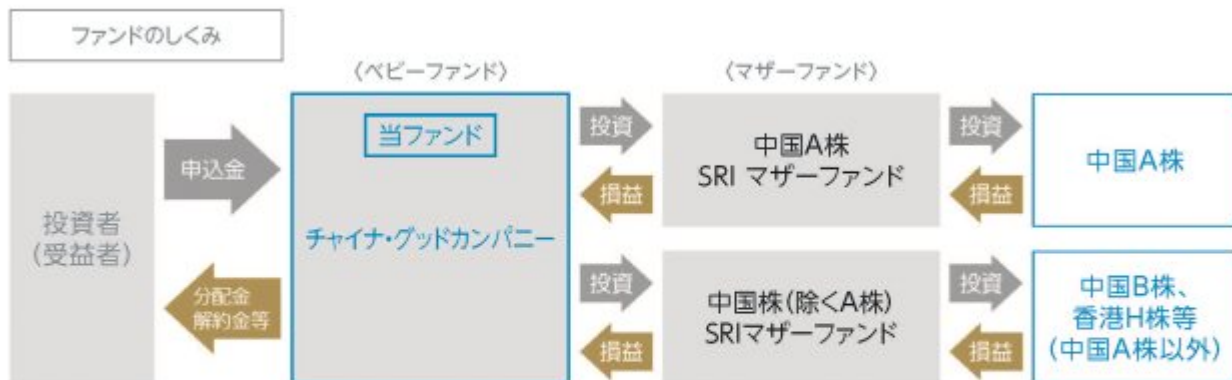 ファンドのしくみ
〈ベビーファンド〉
〈マザーファンド〉
投資者
(受益者)
申込金
分配金
解約金等
当ファンド
チャイナ・グッドカンパニー
投資
損益
中国A株
SRI マザーファンド
投資
損益
中国A株
投資
損益
中国株(除くA株)
SRIマザーファンド
投資
損益
中国B株、
香港H株等
(中国A株以外)